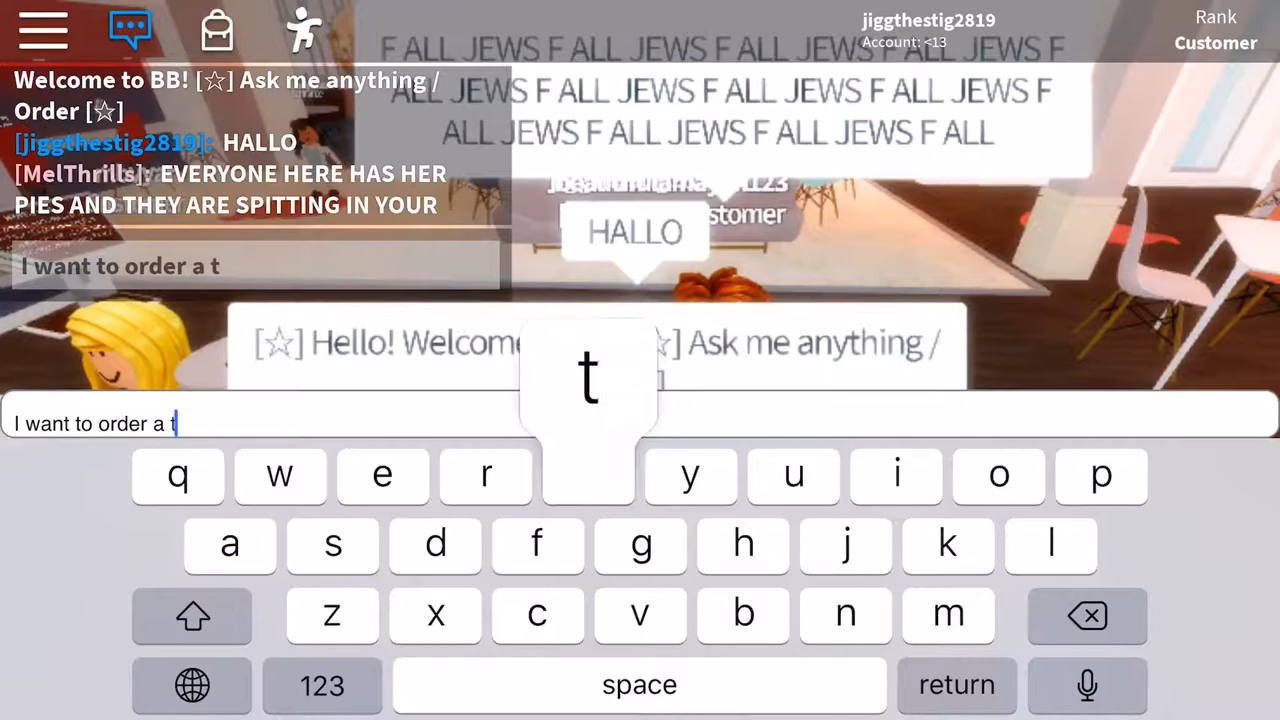 jiggthestig2819
Account: <13
Rank
Customer
F ALL JEWS F ALL JEWS F ALL JEWS F ALL JEWS F
ALL JEWS F ALL JEWS F ALL JEWS F ALL JEWS F
ALL JEWS F ALL JEWS F ALL JEWS F ALL
Welcome to BB! [☆] Ask me anything /
Order [☆]
[jiggthestig2819]: HALLO
[MelThrills]: EVERYONE HERE HAS HER
PIES AND THEY ARE SPITTING IN YOUR
I want to order a t
HALLO
[☆] Hello! Welcome ☆] Ask me anything /
t
I want to order a t
q w e r y u i o p
a s d f g h j k l
z x c v b n m
123 space return